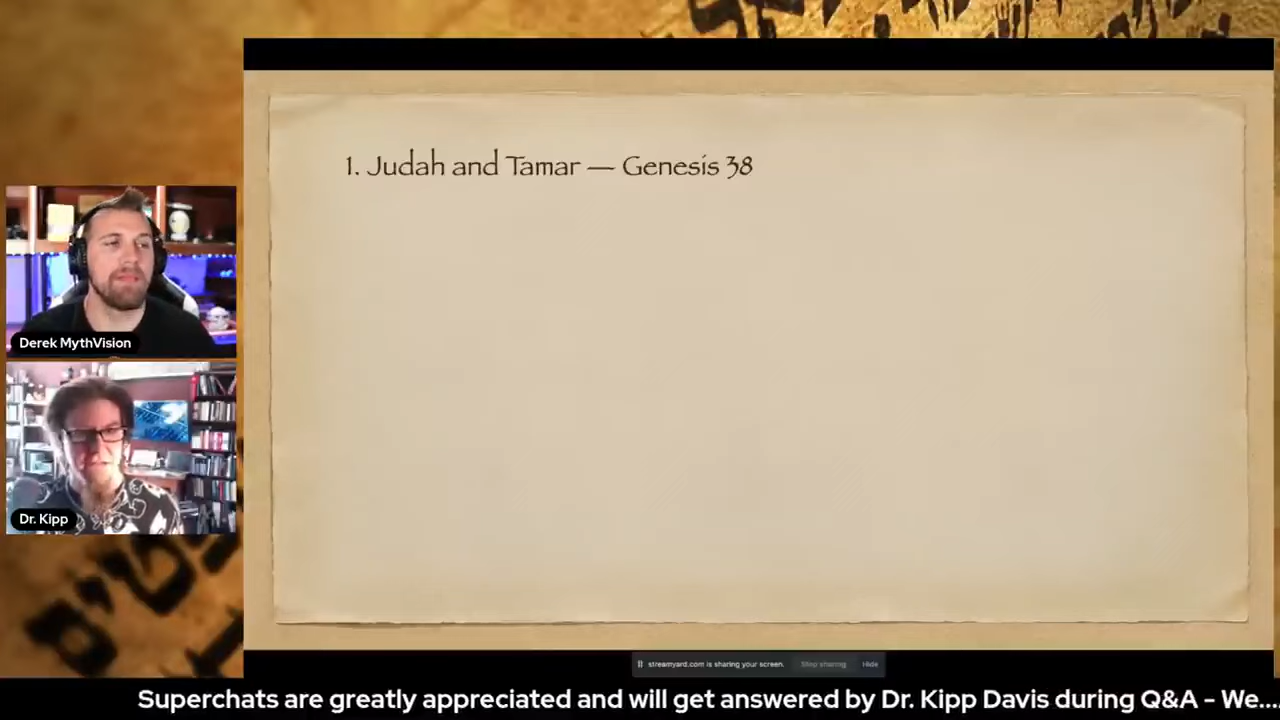 1. Judah and Tamar — Genesis 38
Derek MythVision
Dr. Kipp
streamyard.com is sharing your screen. Stop sharing Hide
Superchats are greatly appreciated and will get answered by Dr. Kipp Davis during Q&A - We...